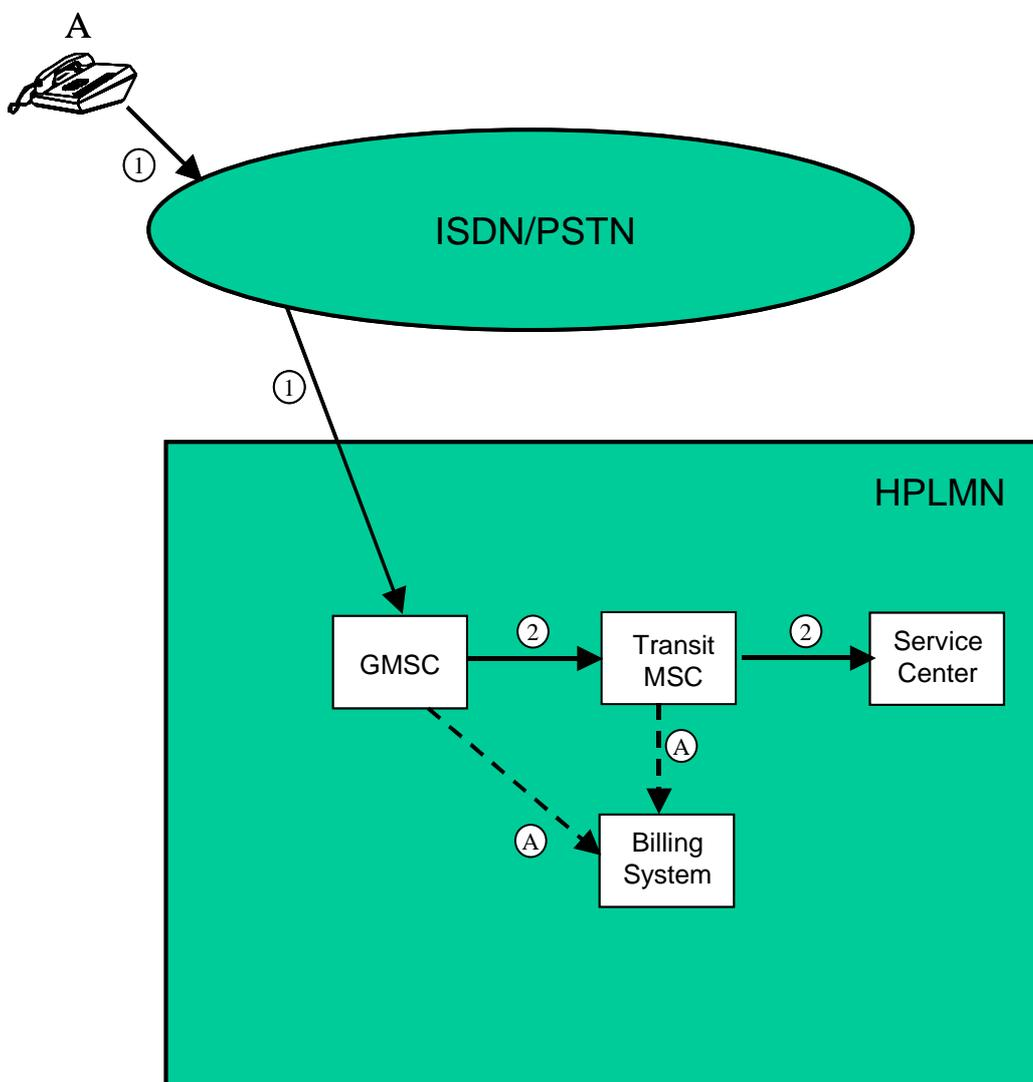 A
1
ISDN/PSTN
1
HPLMN
GMSC
2
Transit
MSC
2
Service
Center
A
A
Billing
System